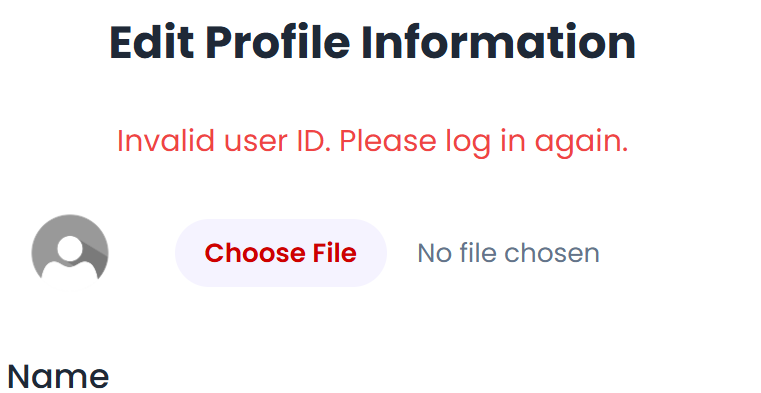 Edit Profile Information
Invalid user ID. Please log in again.
Choose File No file chosen
Name